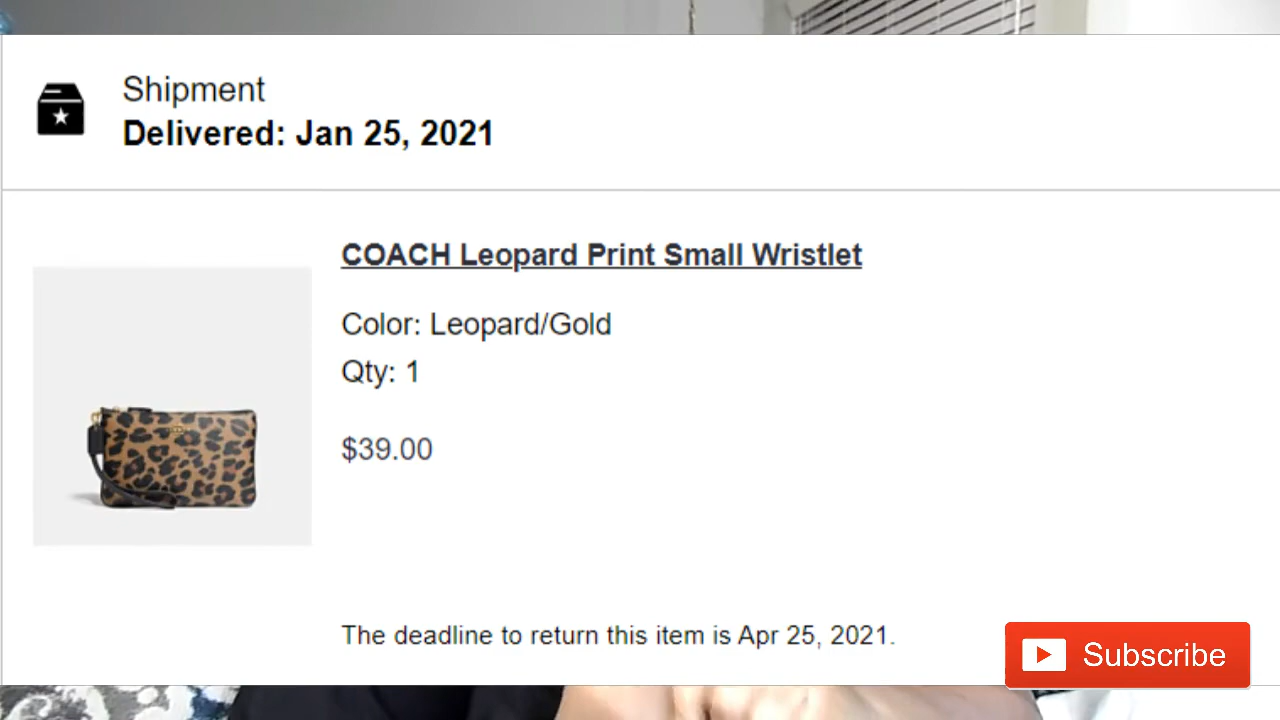 Shipment
Delivered: Jan 25, 2021
COACH Leopard Print Small Wristlet
Color: Leopard/Gold
Qty: 1
$39.00
The deadline to return this item is Apr 25, 2021.
Subscribe